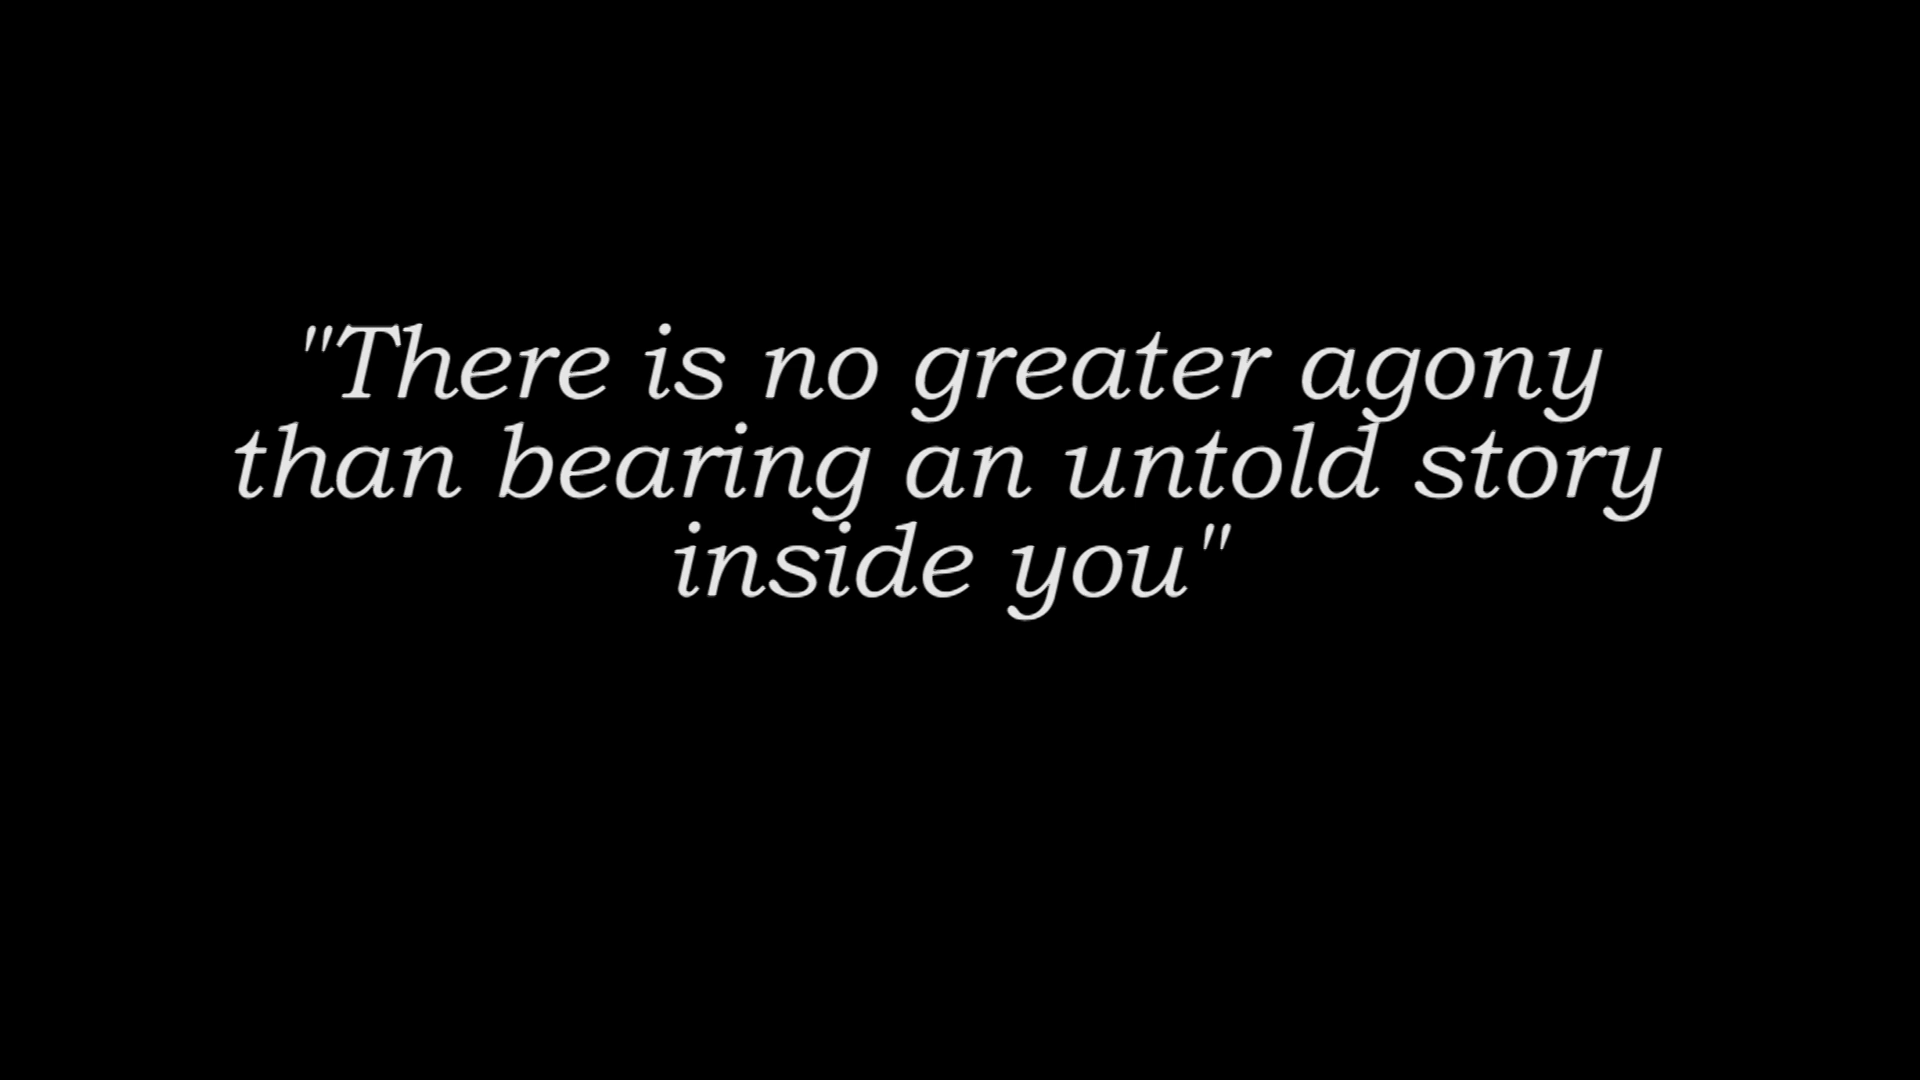 "There is no greater agony
than bearing an untold story
inside you"